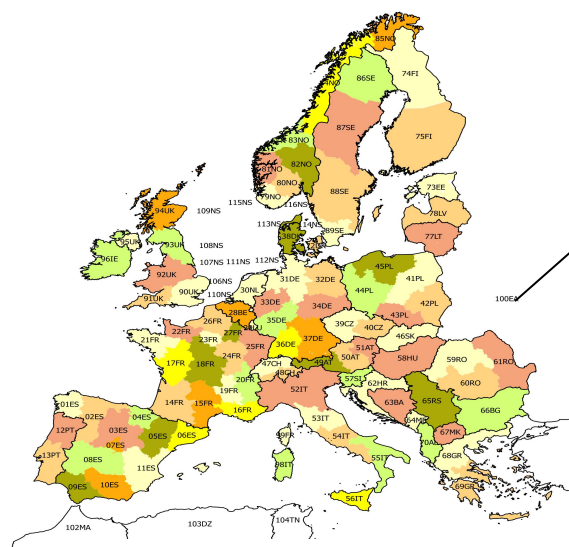 85NO
74FI
86SE
87SE
75FI
83NO
82NO
81NO
80NO
79NO
88SE
115NS
116NS
73EE
94UK
109NS
113NS
114NS
78LV
89SE
38DK
77LT
95UK
93UK
108NS
96IE
107NS
111NS
112NS
45PL
92UK
106NS
31DE
32DE
41PL
90UK
30NL
44PL
91UK
110NS
33DE
34DE
42PL
100EA
28BE
43PL
26FR
35DE
39CZ
40CZ
22FR
27FR
21FR
23FR
36DE
37DE
46SK
25FR
51AT
24FR
50AT
58HU
59RO
61RO
17FR
18FR
49AT
47CH
48CH
57SI
60RO
20FR
19FR
52IT
62HR
14FR
15FR
63BA
65RS
01ES
02ES
04ES
16FR
53IT
66BG
12PT
03ES
05ES
06ES
99FR
54IT
67MK
07ES
13PT
08ES
11ES
98IT
55IT
68GR
09ES
10ES
69GR
56IT
102MA
103DZ
104TN